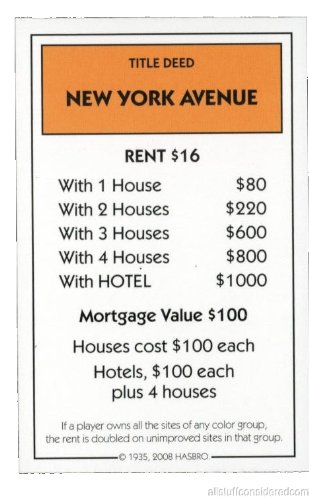 TITLE DEED
NEW YORK AVENUE
RENT $16
With 1 House $80
With 2 Houses $220
With 3 Houses $600
With 4 Houses $800
With HOTEL $1000
Mortgage Value $100
Houses cost $100 each
Hotels, $100 each
plus 4 houses
If a player owns all the sites of any color group,
the rent is doubled on unimproved sites in that group.
© 1935, 2008 HASBRO.
allstuffconsidered.com